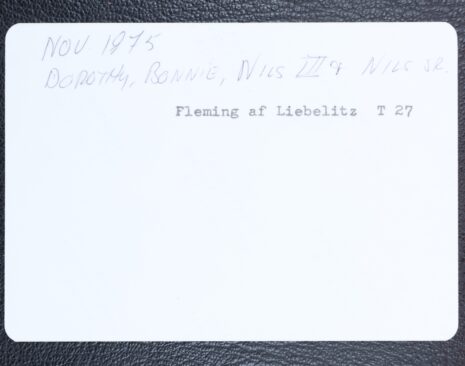 NOV 1975
DOROTHY, BONNIE, NILS III & NILS SR.
Fleming af Liebelitz T 27